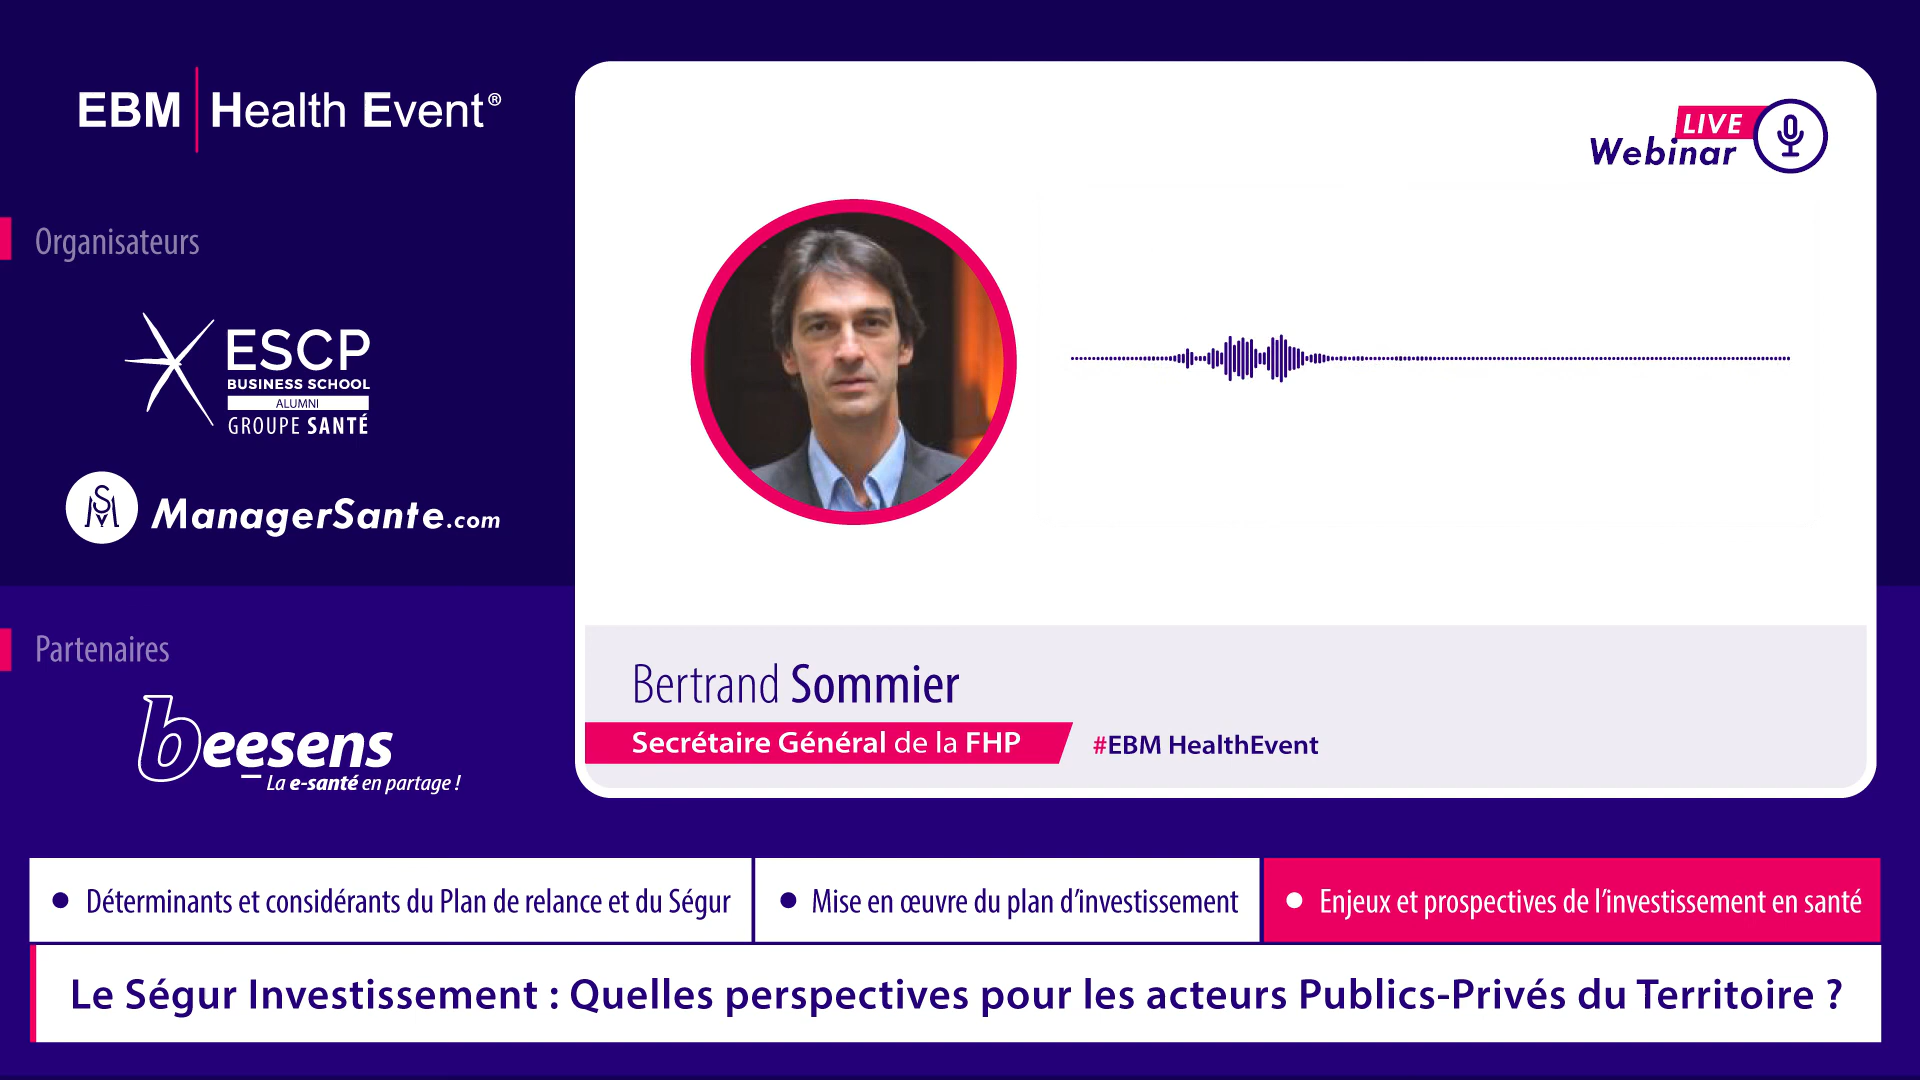 EBM Health Event®
Organisateurs
ESCP
BUSINESS SCHOOL
ALUMNI
GROUPE SANTÉ
SM
ManagerSante.com
Partenaires
beesens
La e-santé en partage !
LIVE
Webinar
Bertrand Sommier
Secrétaire Général de la FHP
#EBM HealthEvent
• Déterminants et considérants du Plan de relance et du Ségur
• Mise en œuvre du plan d’investissement
• Enjeux et prospectives de l’investissement en santé
Le Ségur Investissement : Quelles perspectives pour les acteurs Publics-Privés du Territoire ?